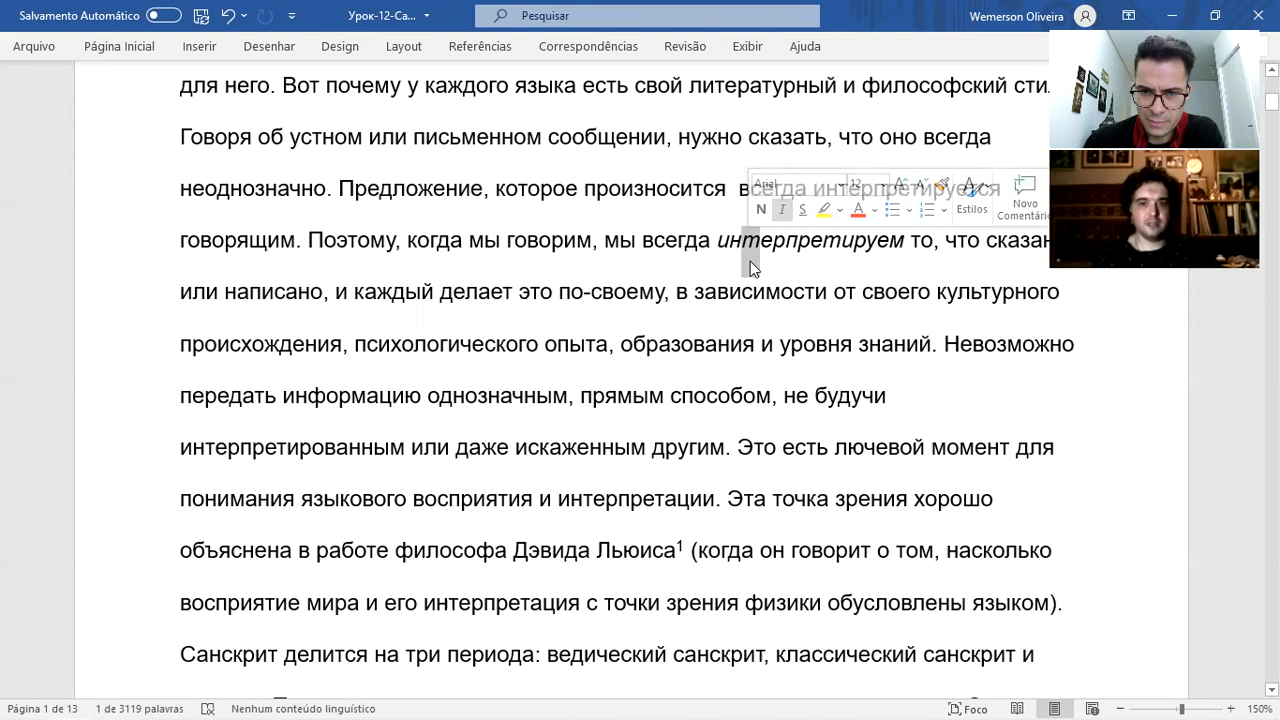 Salvamento Automático
Урок-12-Са...
Pesquisar
Wemerson Oliveira
Arquivo Página Inicial Inserir Desenhar Design Layout Referências Correspondências Revisão Exibir Ajuda
для него. Вот почему у каждого языка есть свой литературный и философский
Говоря об устном или письменном сообщении, нужно сказать, что оно всегда
неоднозначно. Предложение, которое произносится всегда интерпретируется
Arial 12
N I S A Estilos Novo Comentário
говорящим. Поэтому, когда мы говорим, мы всегда интерпретируем то, что
или написано, и каждый делает это по-своему, в зависимости от своего культурного
происхождения, психологического опыта, образования и уровня знаний. Невозможно
передать информацию однозначным, прямым способом, не будучи
интерпретированным или даже искаженным другим. Это есть лючевой момент для
понимания языкового восприятия и интерпретации. Эта точка зрения хорошо
объяснена в работе философа Дэвида Льюиса¹ (когда он говорит о том, насколько
восприятие мира и его интерпретация с точки зрения физики обусловлены языком).
Санскрит делится на три периода: ведический санскрит, классический санскрит и
Página 1 de 13 1 de 3119 palavras Nenhum conteúdo linguístico Foco 150%